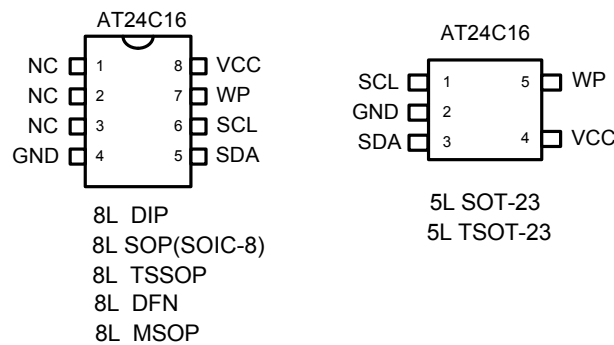 AT24C16
NC 1 8 VCC
NC 2 7 WP
NC 3 6 SCL
GND 4 5 SDA
8L DIP
8L SOP(SOIC-8)
8L TSSOP
8L DFN
8L MSOP
AT24C16
SCL 1 5 WP
GND 2
SDA 3 4 VCC
5L SOT-23
5L TSOT-23